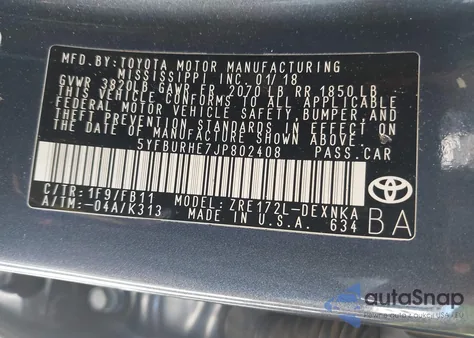 MFD. BY: TOYOTA MOTOR MANUFACTURING
MISSISSIPPI INC. 01/18
GVWR 3820LB GAWR FR. 2070 LB RR 1850 LB
THIS VEHICLE CONFORMS TO ALL APPLICABLE
FEDERAL MOTOR VEHICLE SAFETY, BUMPER, AND
THEFT PREVENTION STANDARDS IN EFFECT ON THE
DATE OF MANUFACTURE SHOWN ABOVE.
5YFBURHE7JP802408 PASS.CAR
C/TR: 1F9/FB11 MODEL: ZRE172L-DEXNKA
A/TM: -04A/K313 MADE IN U.S.A. 634
TOYOTA
BA
autoSnap